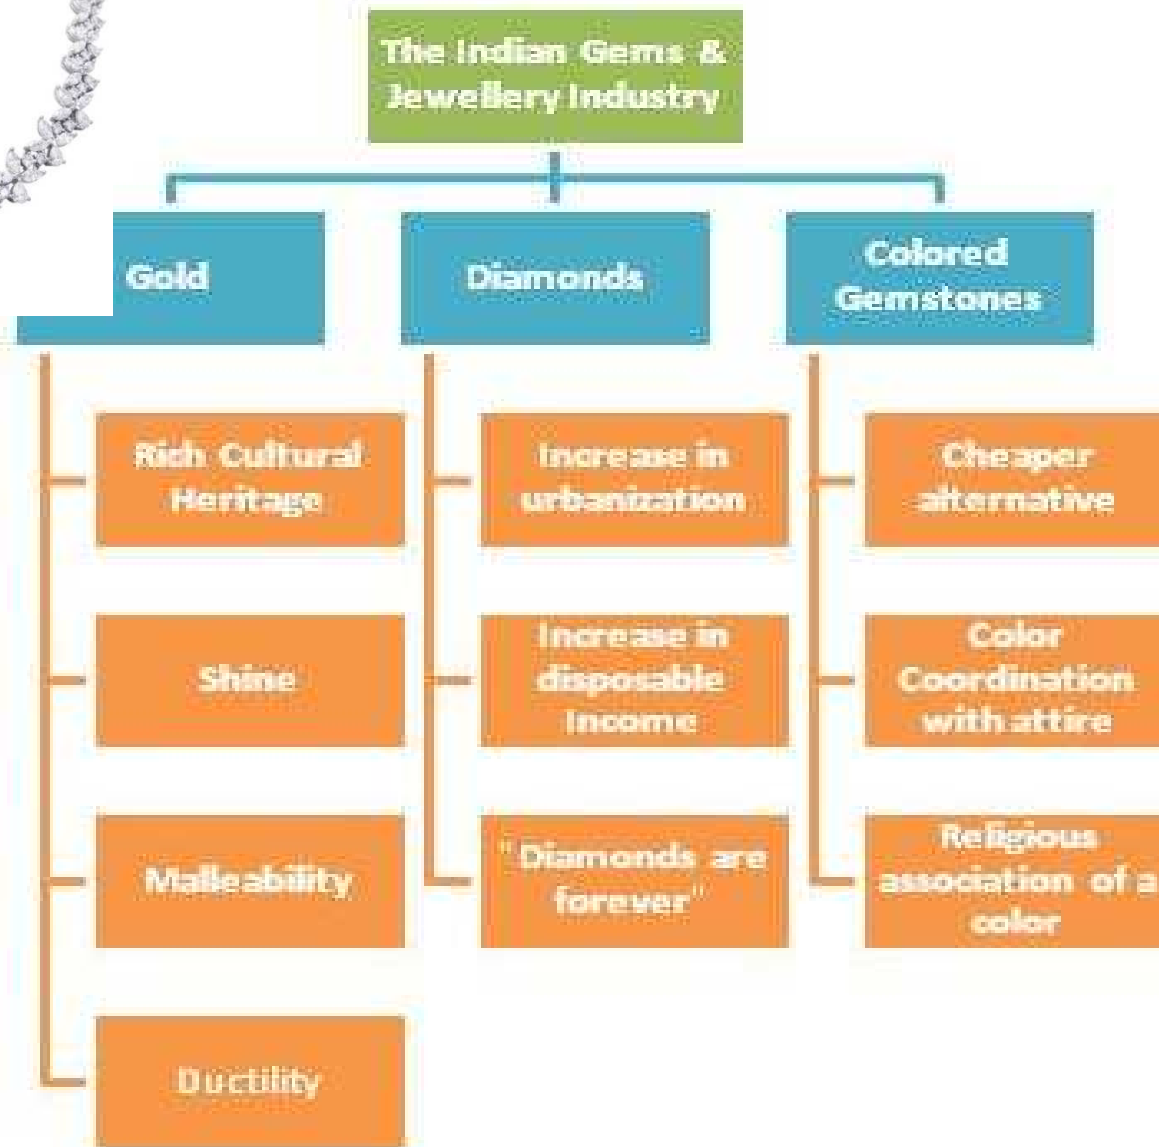 The Indian Gems &
Jewellery Industry
Gold
Rich Cultural
Heritage
Shine
Malleability
Ductility
Diamonds
Increase in
urbanization
Increase in
disposable
Income
"Diamonds are
forever"
Colored
Gemstones
Cheaper
alternative
Color
Coordination
with attire
Religious
association of a
color